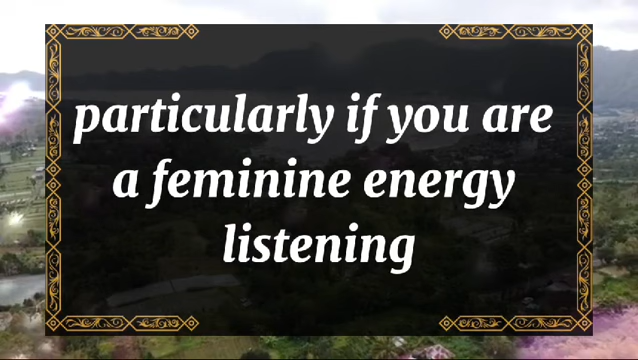 particularly if you are
a feminine energy
listening